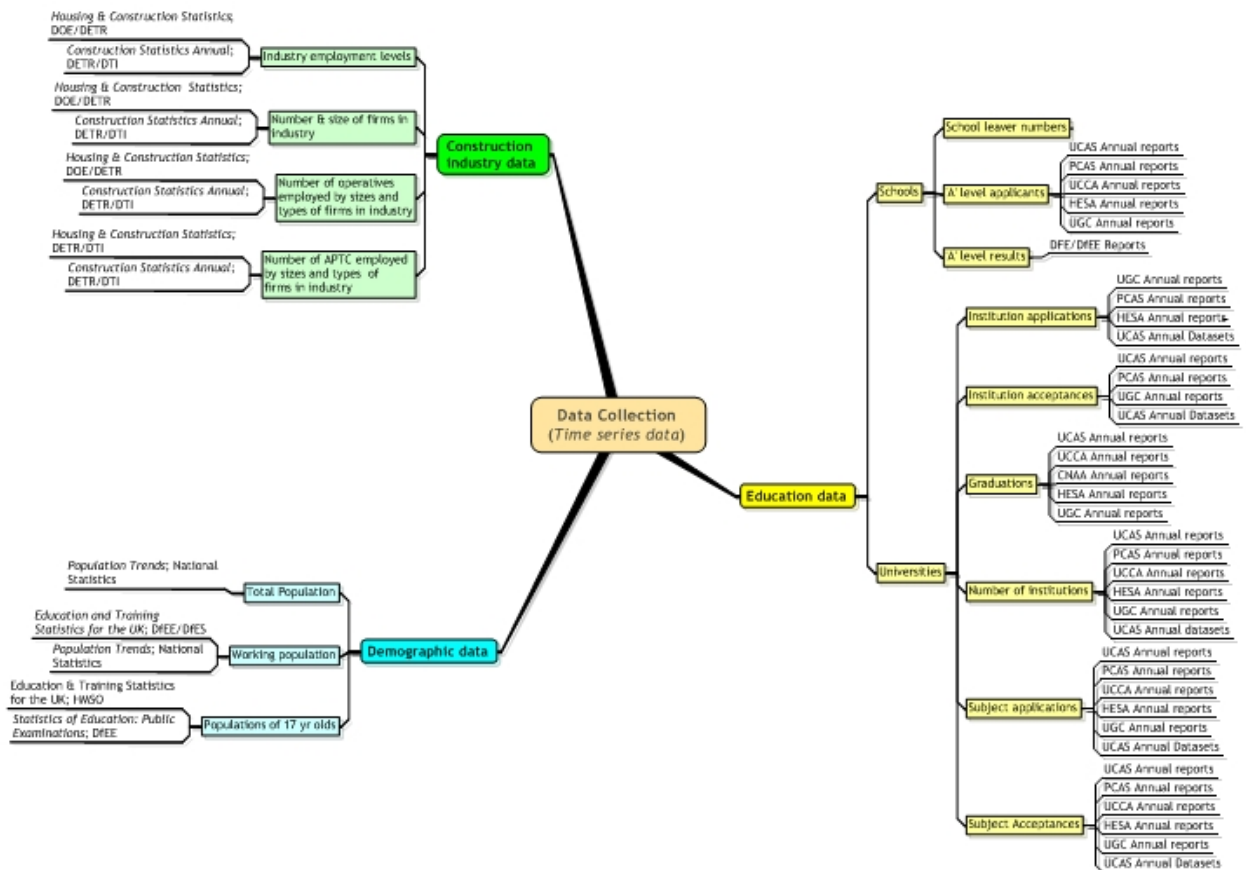 Housing & Construction Statistics;
DOE/DETR
Construction Statistics Annual;
DETR/DTI
Industry employment levels
Housing & Construction Statistics;
DOE/DETR
Construction Statistics Annual;
DETR/DTI
Number & size of firms in
industry
Housing & Construction Statistics;
DOE/DETR
Construction Statistics Annual;
DETR/DTI
Number of operatives
employed by sizes and
types of firms in industry
Housing & Construction Statistics;
DETR/DTI
Construction Statistics Annual;
DETR/DTI
Number of APTC employed
by sizes and types of
firms in industry
Construction
industry data
Data Collection
(Time series data)
Population Trends; National
Statistics
Total Population
Education and Training
Statistics for the UK; DfEE/DfES
Population Trends; National
Statistics
Working population
Education & Training Statistics
for the UK; HWSO
Statistics of Education: Public
Examinations; DfEE
Populations of 17 yr olds
Demographic data
Education data
Schools
School leaver numbers
A' level applicants
UCAS Annual reports
PCAS Annual reports
UCCA Annual reports
HESA Annual reports
UGC Annual reports
A' level results
DFE/DfEE Reports
Universities
Institution applications
UGC Annual reports
PCAS Annual reports
HESA Annual reports
UCAS Annual Datasets
Institution acceptances
UCAS Annual reports
PCAS Annual reports
UGC Annual reports
UCAS Annual Datasets
Graduations
UCAS Annual reports
UCCA Annual reports
CNAA Annual reports
HESA Annual reports
UGC Annual reports
Number of institutions
UCAS Annual reports
PCAS Annual reports
UCCA Annual reports
HESA Annual reports
UGC Annual reports
UCAS Annual datasets
Subject applications
UCAS Annual reports
PCAS Annual reports
UCCA Annual reports
HESA Annual reports
UGC Annual reports
UCAS Annual Datasets
Subject Acceptances
UCAS Annual reports
PCAS Annual reports
UCCA Annual reports
HESA Annual reports
UGC Annual reports
UCAS Annual Datasets